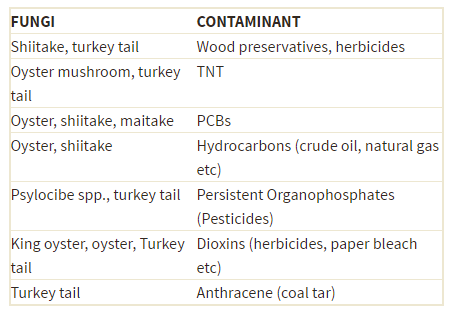 FUNGI CONTAMINANT
Shiitake, turkey tail Wood preservatives, herbicides
Oyster mushroom, turkey TNT
tail
Oyster, shiitake, maitake PCBs
Oyster, shiitake Hydrocarbons (crude oil, natural gas
etc)
Psylocibe spp., turkey tail Persistent Organophosphates
(Pesticides)
King oyster, oyster, Turkey Dioxins (herbicides, paper bleach
tail etc)
Turkey tail Anthracene (coal tar)